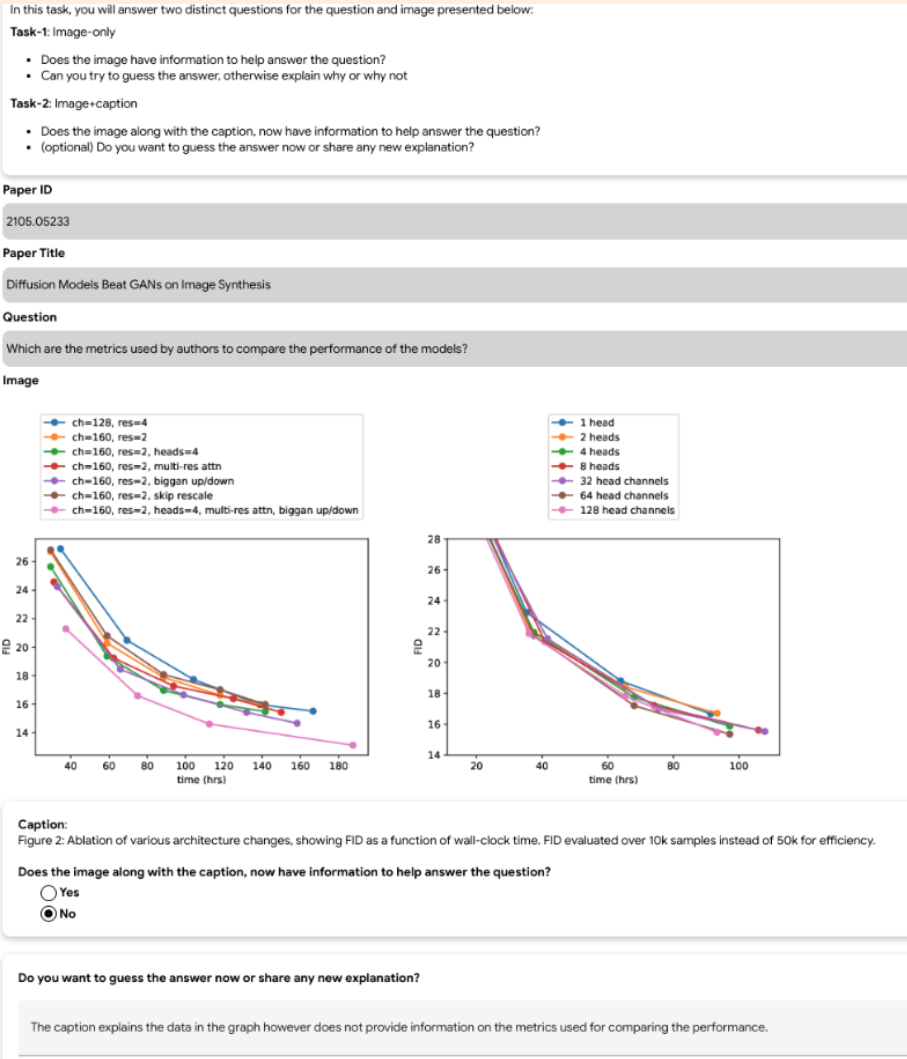 In this task, you will answer two distinct questions for the question and image presented below:
Task-1: Image-only
• Does the image have information to help answer the question?
• Can you try to guess the answer, otherwise explain why or why not
Task-2: Image+caption
• Does the image along with the caption, now have information to help answer the question?
• (optional) Do you want to guess the answer now or share any new explanation?
Paper ID
2105.05233
Paper Title
Diffusion Models Beat GANs on Image Synthesis
Question
Which are the metrics used by authors to compare the performance of the models?
Image
ch=128, res=4
ch=160, res=2
ch=160, res=2, heads=4
ch=160, res=2, multi-res attn
ch=160, res=2, biggan up/down
ch=160, res=2, skip rescale
ch=160, res=2, heads=4, multi-res attn, biggan up/down
26
24
22
20
18
16
14
FID
40 60 80 100 120 140 160 180
time (hrs)
1 head
2 heads
4 heads
8 heads
32 head channels
64 head channels
128 head channels
28
26
24
22
20
18
16
14
FID
20 40 60 80 100
time (hrs)
Caption:
Figure 2: Ablation of various architecture changes, showing FID as a function of wall-clock time. FID evaluated over 10k samples instead of 50k for efficiency.
Does the image along with the caption, now have information to help answer the question?
Yes
No
Do you want to guess the answer now or share any new explanation?
The caption explains the data in the graph however does not provide information on the metrics used for comparing the performance.